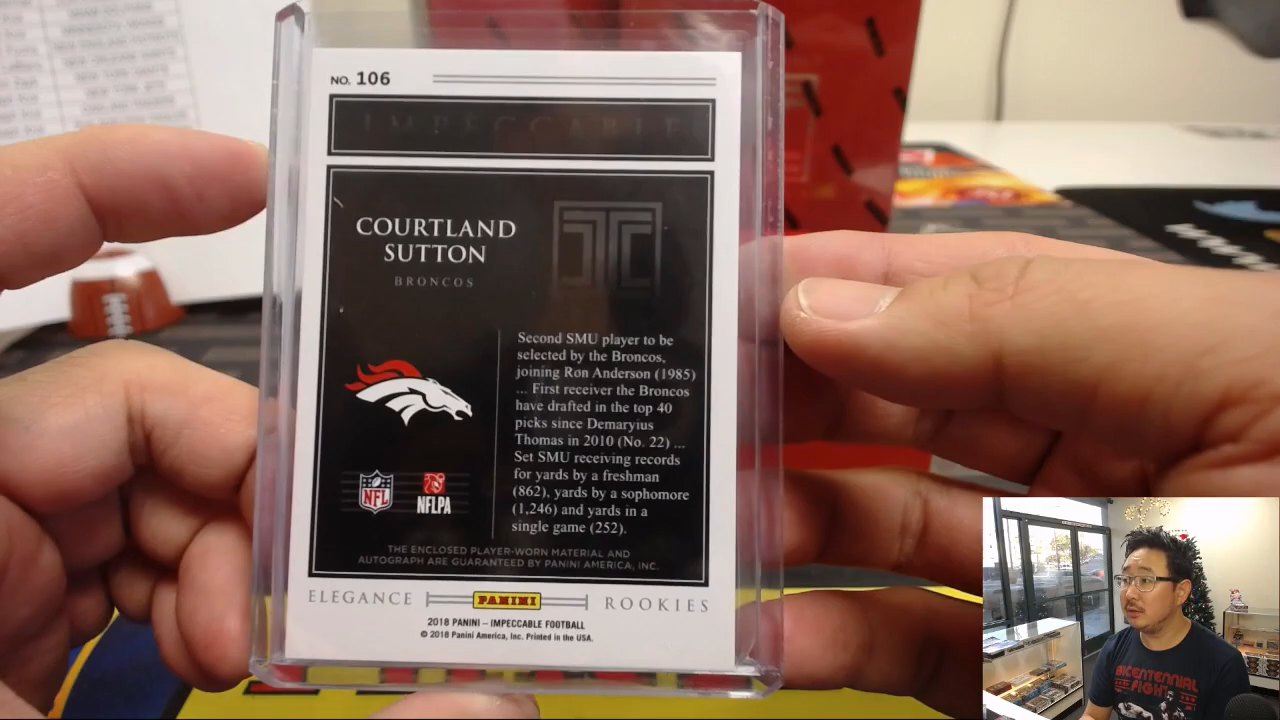 NO. 106
IMPECCABLE
COURTLAND
SUTTON
BRONCOS
Second SMU player to be
selected by the Broncos,
joining Ron Anderson (1985)
... First receiver the Broncos
have drafted in the top 40
picks since Demaryius
Thomas in 2010 (No. 22) ...
Set SMU receiving records
for yards by a freshman
(862), yards by a sophomore
(1,246) and yards in a
single game (252).
NFL
NFLPA
THE ENCLOSED PLAYER-WORN MATERIAL AND
AUTOGRAPH ARE GUARANTEED BY PANINI AMERICA, INC.
ELEGANCE PANINI ROOKIES
2018 PANINI – IMPECCABLE FOOTBALL
© 2018 Panini America, Inc. Printed in the USA.
BICENTENNIAL
FIGHT